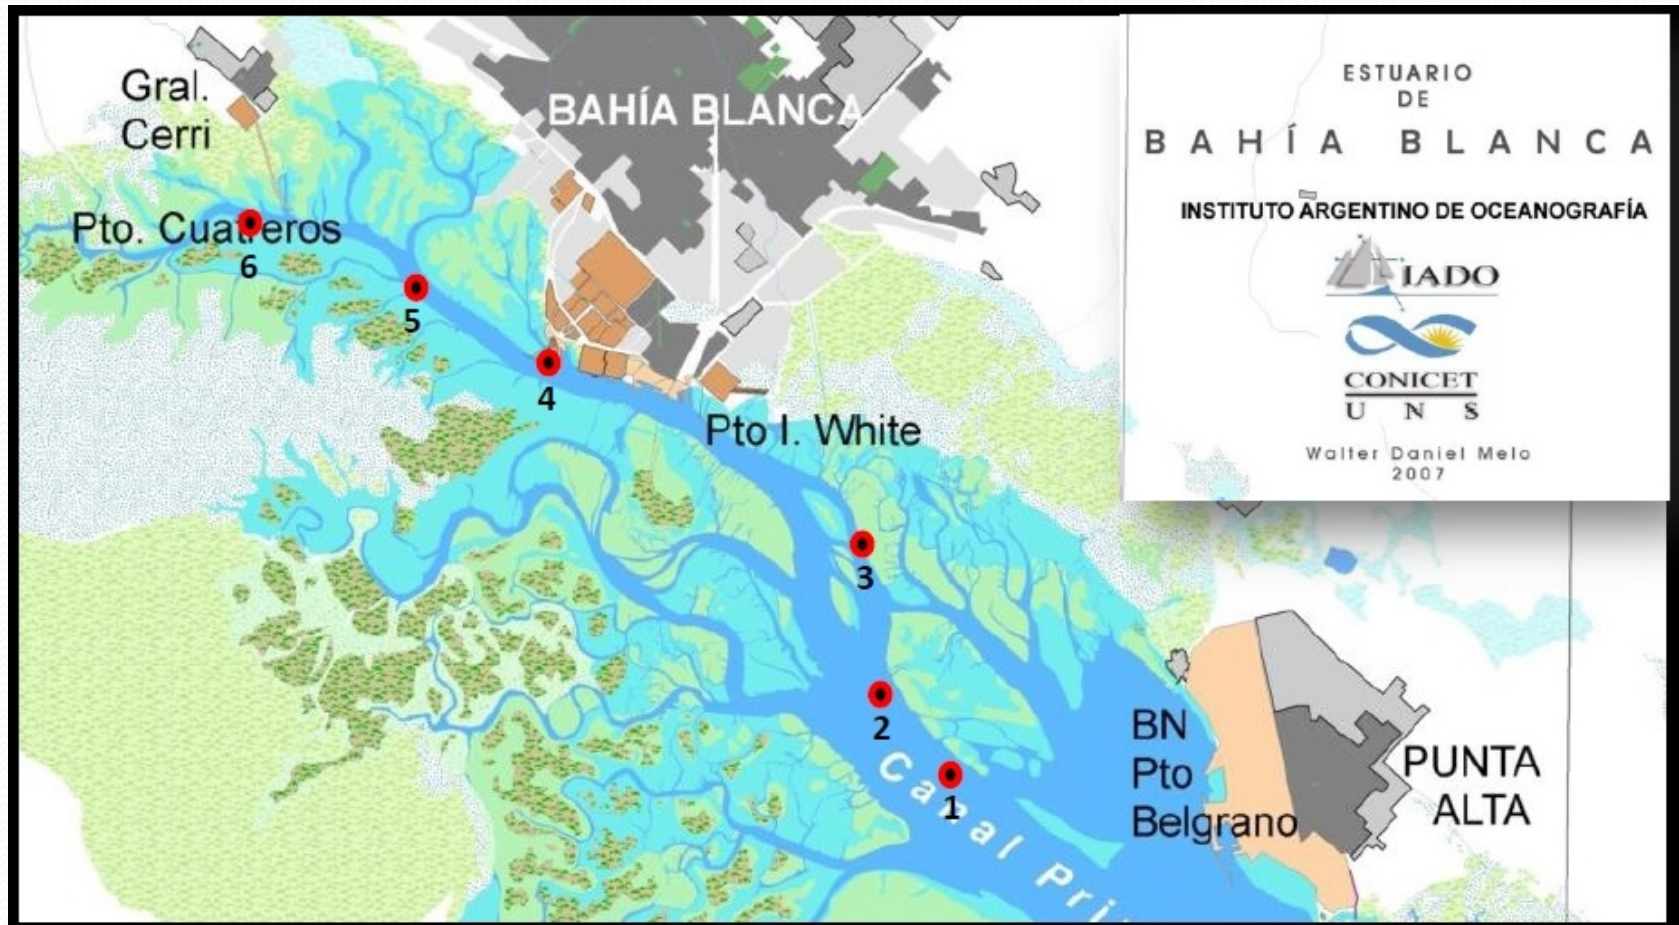 Gral.
Cerri
BAHÍA BLANCA
Pto. Cuatreros
6
5
4
Pto I. White
3
2
1
Canal Pri
BN
Pto
Belgrano
PUNTA
ALTA
ESTUARIO
DE
BAHÍA BLANCA
INSTITUTO ARGENTINO DE OCEANOGRAFÍA
IADO
CONICET
U N S
Walter Daniel Melo
2007